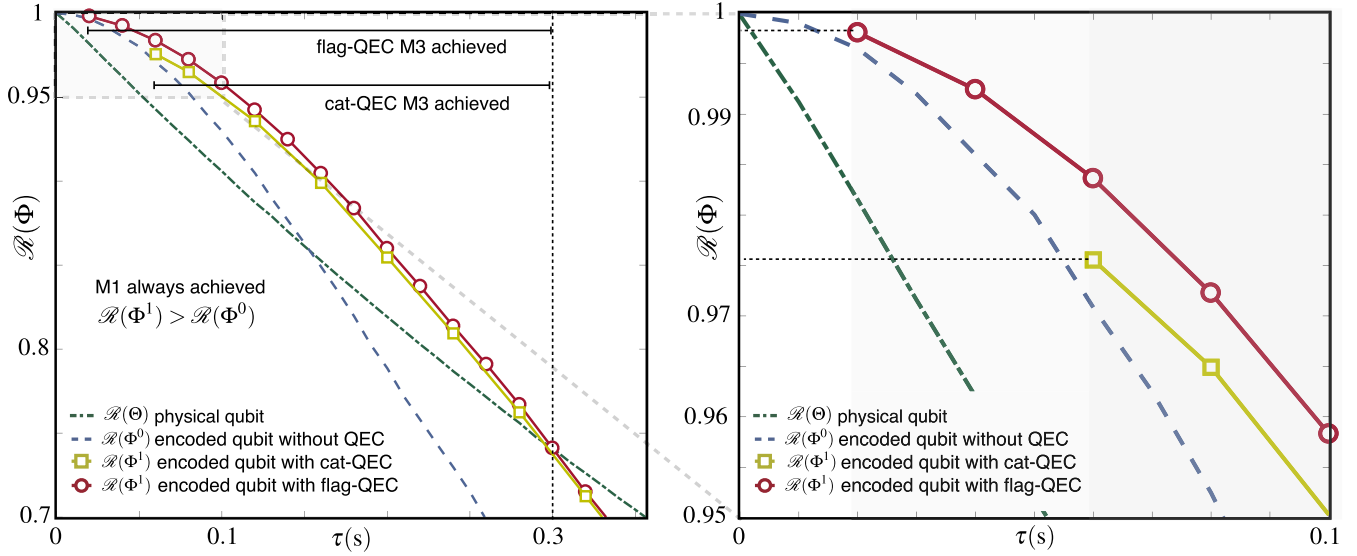 1
0.95
0.8
0.7
ℛ(Φ)
0
0.1
0.3
τ(s)
flag-QEC M3 achieved
cat-QEC M3 achieved
M1 always achieved
ℛ(Φ¹) > ℛ(Φ⁰)
ℛ(Θ) physical qubit
ℛ(Φ⁰) encoded qubit without QEC
ℛ(Φ¹) encoded qubit with cat-QEC
ℛ(Φ¹) encoded qubit with flag-QEC
1
0.99
0.97
0.96
0.95
ℛ(Φ)
0
0.1
τ(s)
ℛ(Θ) physical qubit
ℛ(Φ⁰) encoded qubit without QEC
ℛ(Φ¹) encoded qubit with cat-QEC
ℛ(Φ¹) encoded qubit with flag-QEC